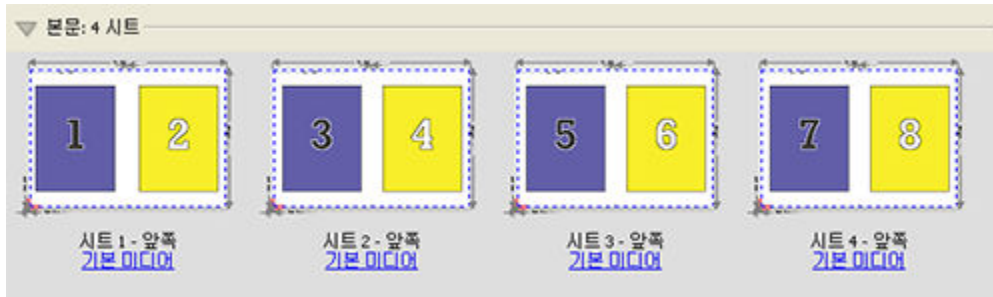 본문: 4 시트
1 2 3 4 5 6 7 8
시트 1 - 앞쪽 시트 2 - 앞쪽 시트 3 - 앞쪽 시트 4 - 앞쪽
기본 미디어 기본 미디어 기본 미디어 기본 미디어